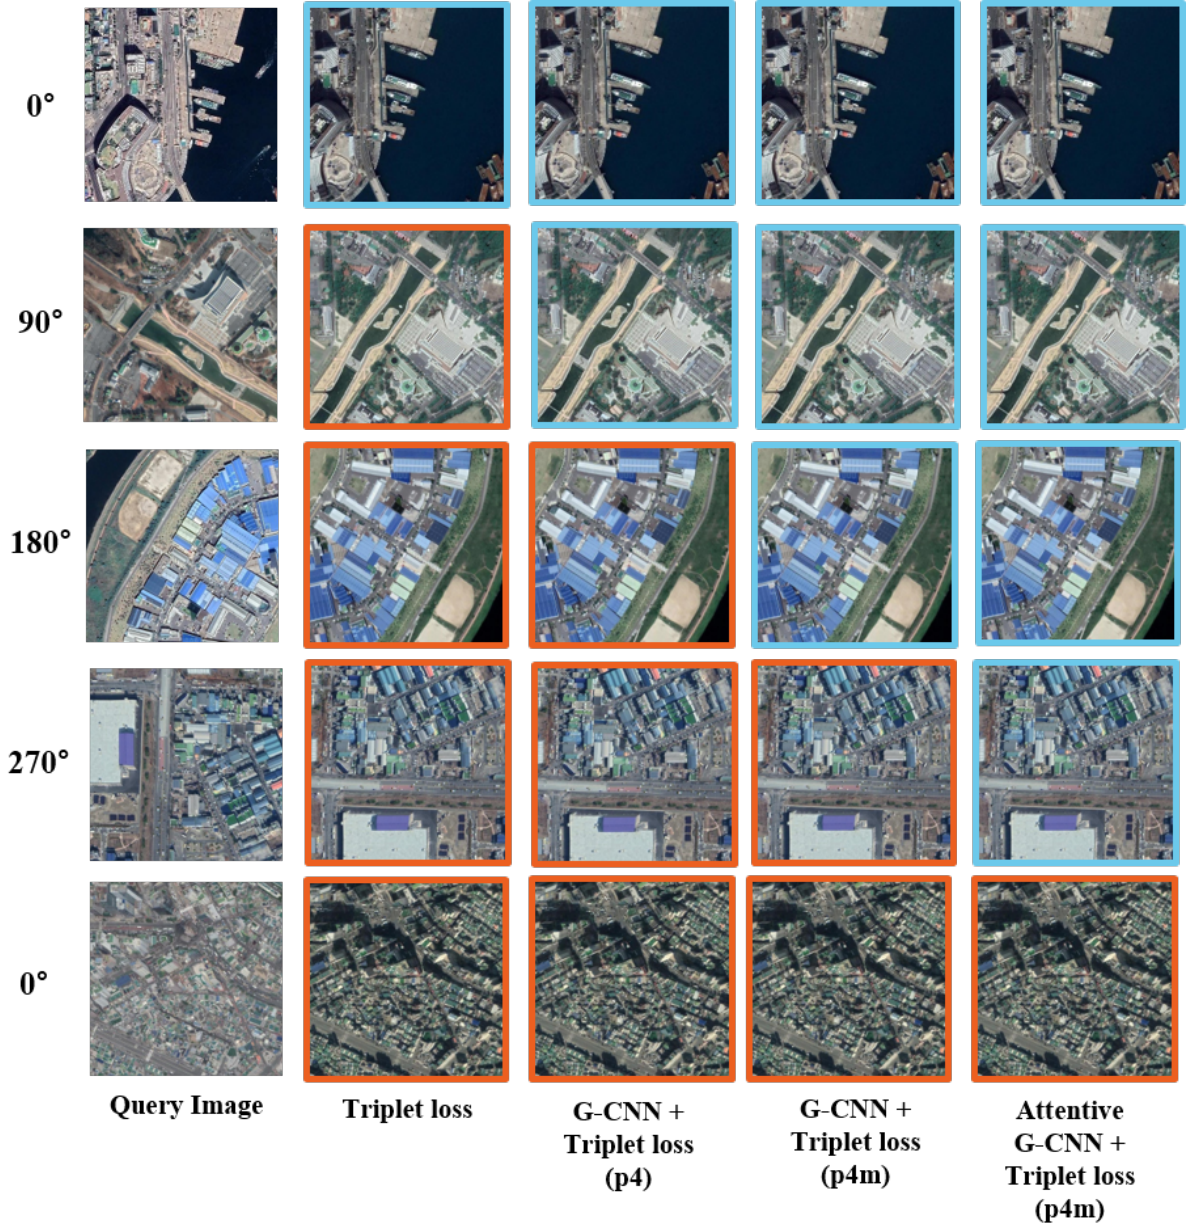 0°
90°
180°
270°
0°
Query Image
Triplet loss
G-CNN +
Triplet loss
(p4)
G-CNN +
Triplet loss
(p4m)
Attentive
G-CNN +
Triplet loss
(p4m)